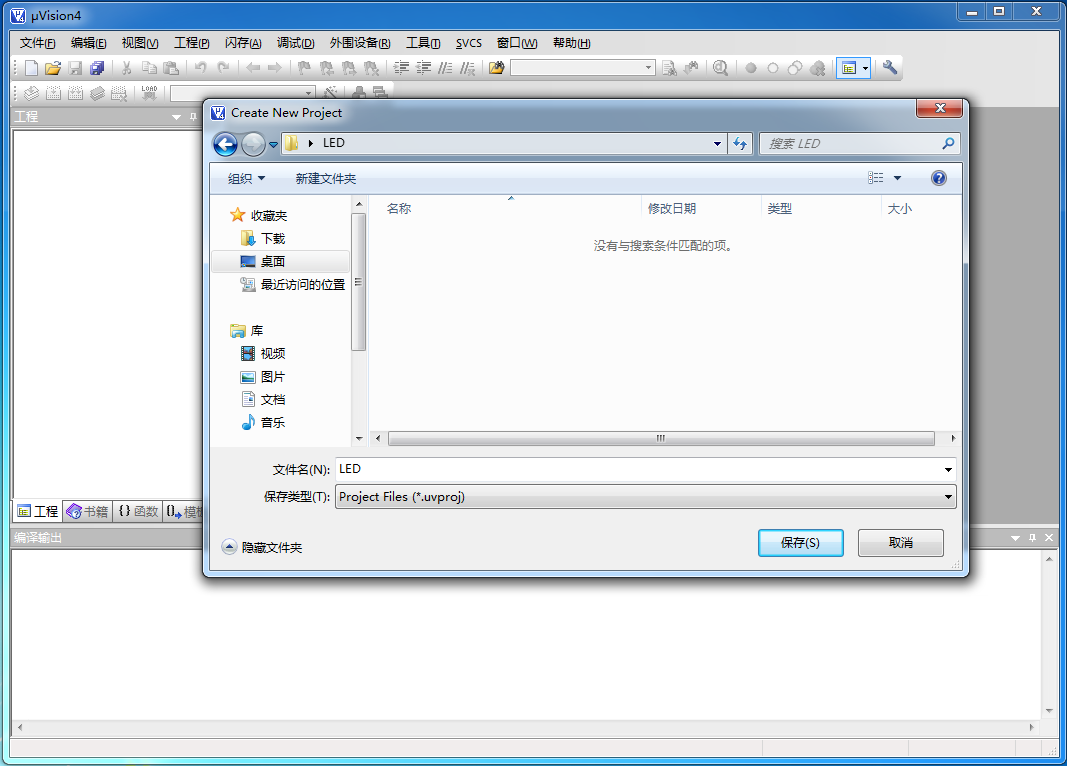 µVision4
文件(F) 编辑(E) 视图(V) 工程(P) 闪存(A) 调试(D) 外围设备(R) 工具(T) SVCS 窗口(W) 帮助(H)
LOAD
工程
Create New Project
LED
搜索 LED
组织 新建文件夹
名称 修改日期 类型 大小
没有与搜索条件匹配的项。
收藏夹
下载
桌面
最近访问的位置
库
视频
图片
文档
音乐
文件名(N): LED
保存类型(T): Project Files (*.uvproj)
隐藏文件夹 保存(S) 取消
工程 书籍 {} 函数 0 模
编译输出